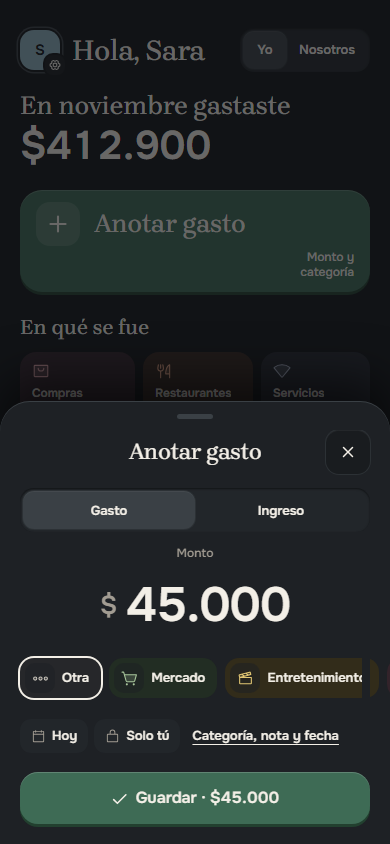 S
Hola, Sara
Yo
Nosotros
En noviembre gastaste
$412.900
Anotar gasto
Monto y
categoría
En qué se fue
Compras
Restaurantes
Servicios
Anotar gasto
Gasto
Ingreso
Monto
$ 45.000
Otra
Mercado
Entretenimiento
Hoy
Solo tú
Categoría, nota y fecha
Guardar · $45.000